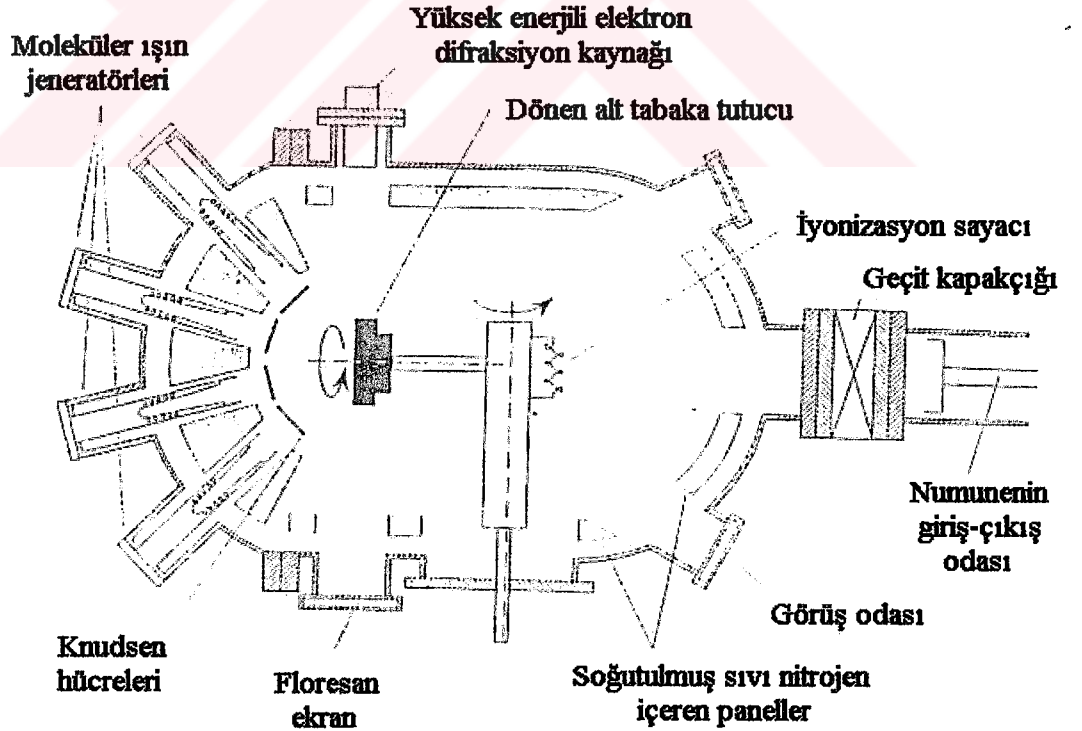 Yüksek enerjili elektron
difraksiyon kaynağı
Moleküler ışın
jeneratörleri
Dönen alt tabaka tutucu
İyonizasyon sayacı
Geçit kapakçığı
Numunenin
giriş-çıkış
odası
Görüş odası
Knudsen
hücreleri
Floresan
ekran
Soğutulmuş sıvı nitrojen
içeren paneller